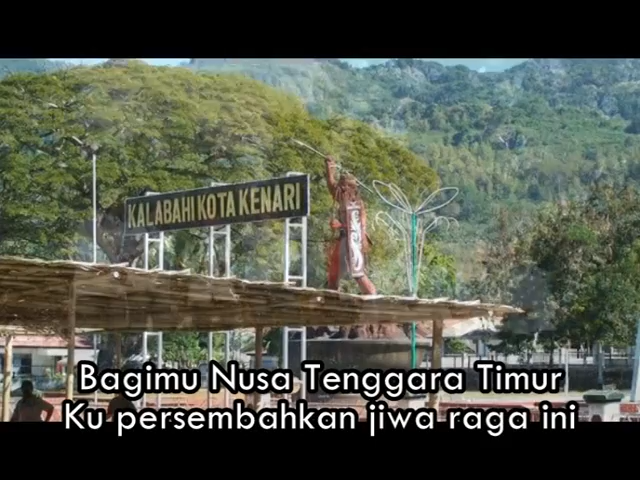 KALABAHI KOTA KENARI
Bagimu Nusa Tenggara Timur
Ku persembahkan jiwa raga ini